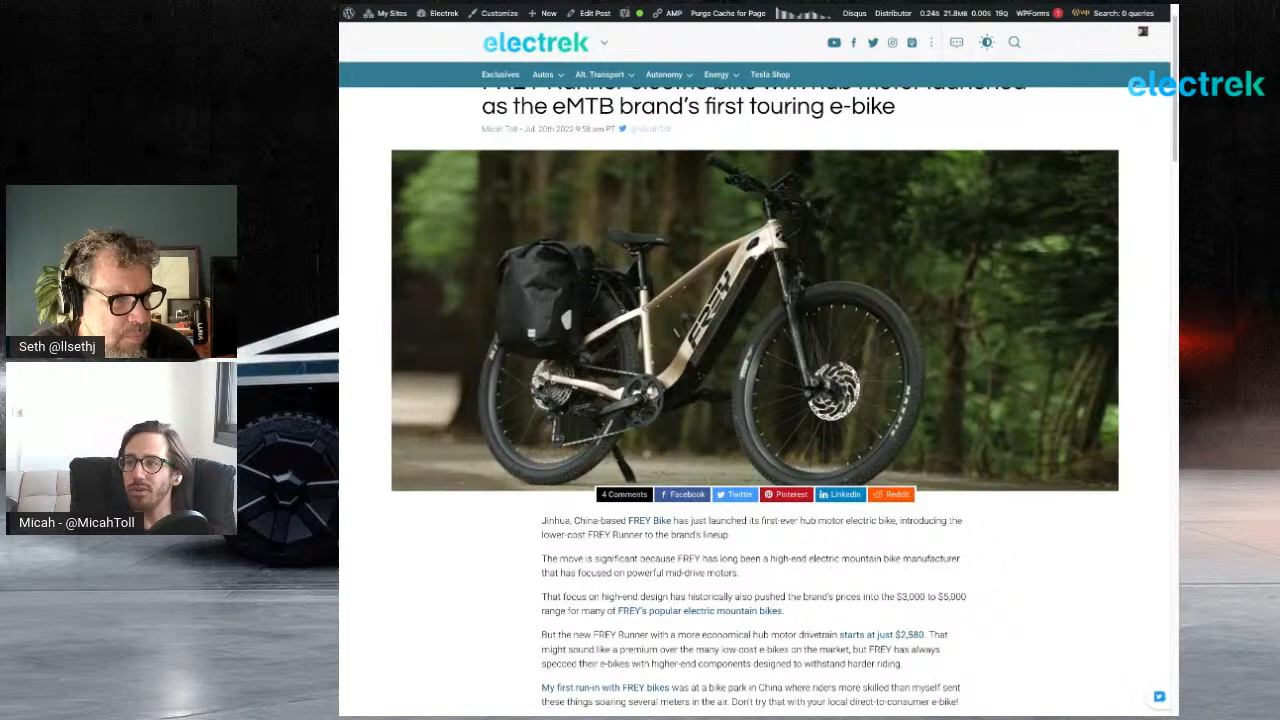 My Sites Electrek Customize + New Edit Post AMP Purge Cache for Page Disqus Distributor 0.24s 21.8MB 0.00s 19Q WPForms 1 vip Search: 0 queries
electrek
Exclusives Autos Alt. Transport Autonomy Energy Tesla Shop
electrek
FREY Runner electric bike with hub motor launched
as the eMTB brand's first touring e-bike
Micah Toll - Jul. 20th 2022 9:58 am PT @MicahToll
FREY
Seth @llsethj
Micah - @MicahToll
4 Comments Facebook Twitter Pinterest LinkedIn Reddit
Jinhua, China-based FREY Bike has just launched its first-ever hub motor electric bike, introducing the
lower-cost FREY Runner to the brand's lineup.
The move is significant because FREY has long been a high-end electric mountain bike manufacturer
that has focused on powerful mid-drive motors.
That focus on high-end design has historically also pushed the brand's prices into the $3,000 to $5,000
range for many of FREY's popular electric mountain bikes.
But the new FREY Runner with a more economical hub motor drivetrain starts at just $2,580. That
might sound like a premium over the many low-cost e-bikes on the market, but FREY has always
specced their e-bikes with higher-end components designed to withstand harder riding.
My first run-in with FREY bikes was at a bike park in China where riders more skilled than myself sent
these things soaring several meters in the air. Don't try that with your local direct-to-consumer e-bike!